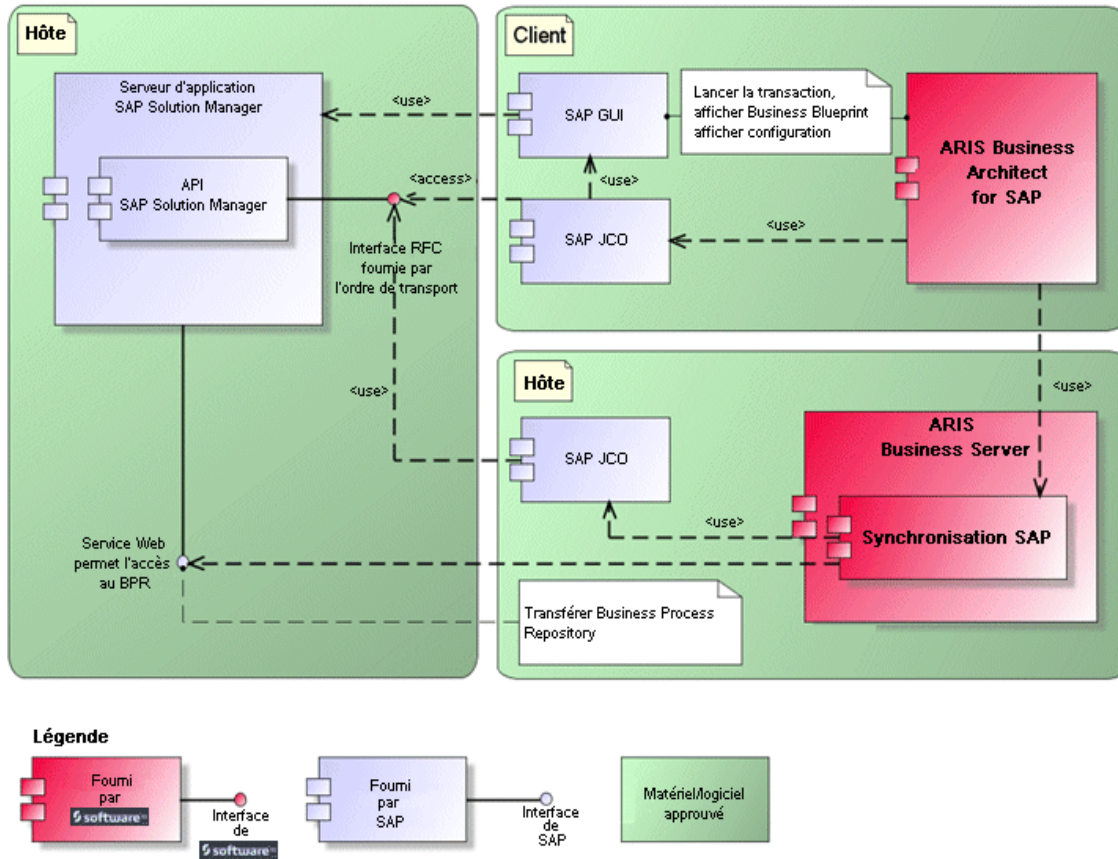 Hôte
Serveur d'application
SAP Solution Manager
API
SAP Solution Manager
<use>
<access>
Interface RFC
fournie par
l'ordre de transport
<use>
Service Web
permet l'accès
au BPR
Client
SAP GUI
Lancer la transaction,
afficher Business Blueprint
afficher configuration
ARIS Business
Architect
for SAP
<use>
SAP JCO
<use>
<use>
Hôte
SAP JCO
ARIS
Business Server
<use>
Synchronisation SAP
Transférer Business Process
Repository
Légende
Fourni
par
software
Interface
de
software
Fourni
par
SAP
Interface
de
SAP
Matériel/logiciel
approuvé